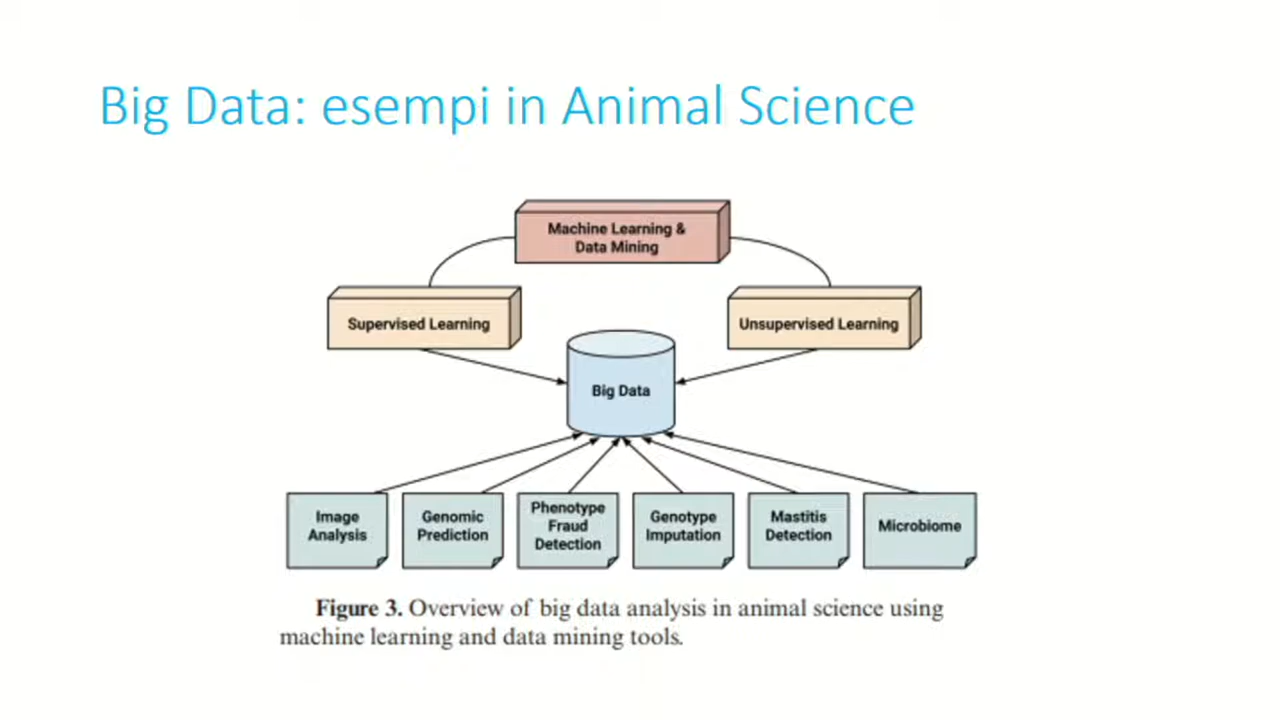 Big Data: esempi in Animal Science
Machine Learning &
Data Mining
Supervised Learning
Unsupervised Learning
Big Data
Image
Analysis
Genomic
Prediction
Phenotype
Fraud
Detection
Genotype
Imputation
Mastitis
Detection
Microbiome
Figure 3. Overview of big data analysis in animal science using
machine learning and data mining tools.